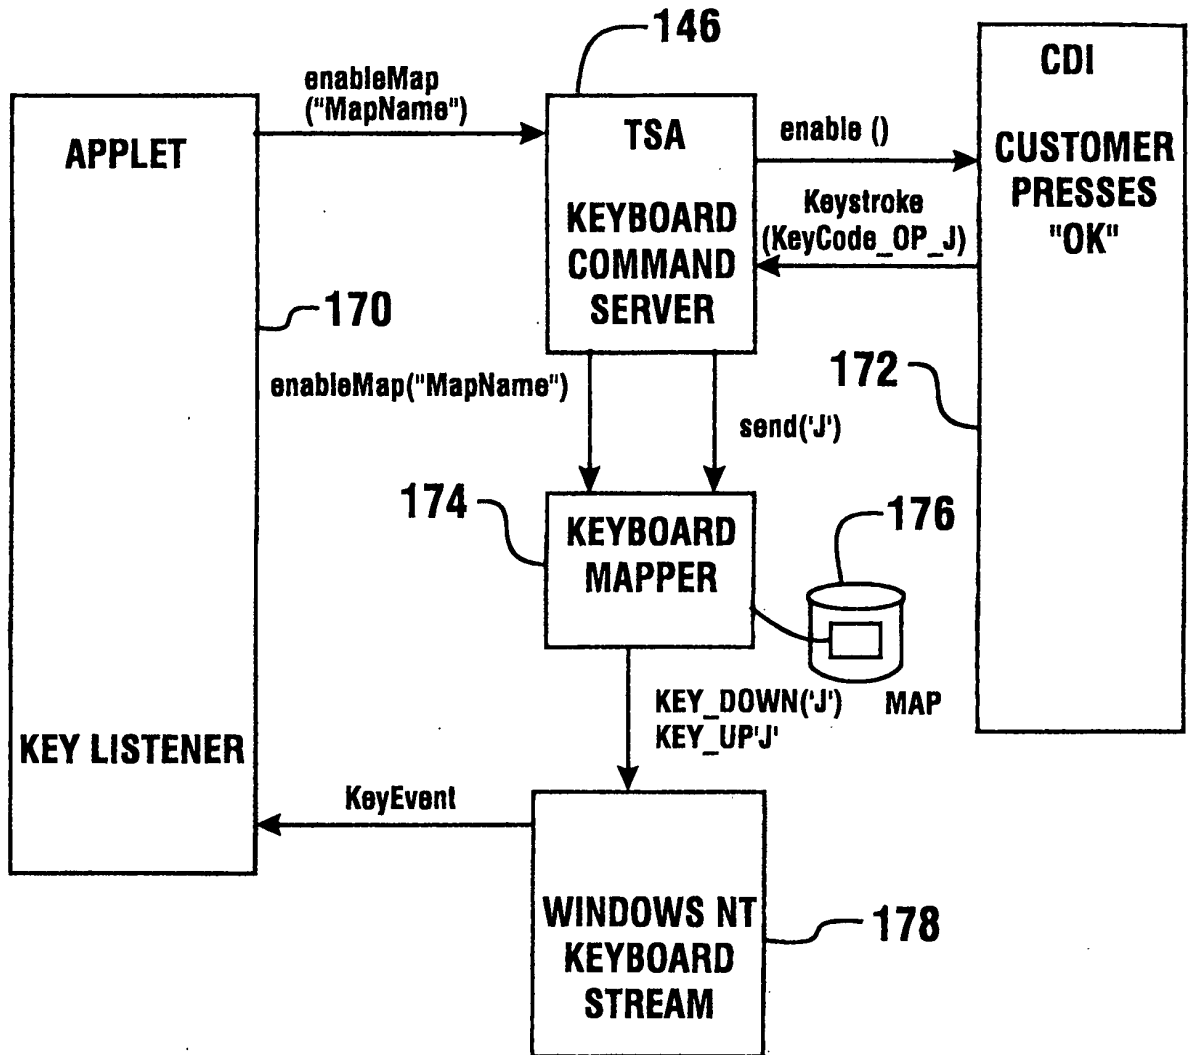 146
enableMap
("MapName")
APPLET
TSA
KEYBOARD
COMMAND
SERVER
enable ()
Keystroke
(KeyCode_OP_J)
CDI
CUSTOMER
PRESSES
"OK"
170
172
enableMap("MapName")
send('J')
174
KEYBOARD
MAPPER
176
MAP
KEY_DOWN('J')
KEY_UP'J'
KEY LISTENER
KeyEvent
WINDOWS NT
KEYBOARD
STREAM
178